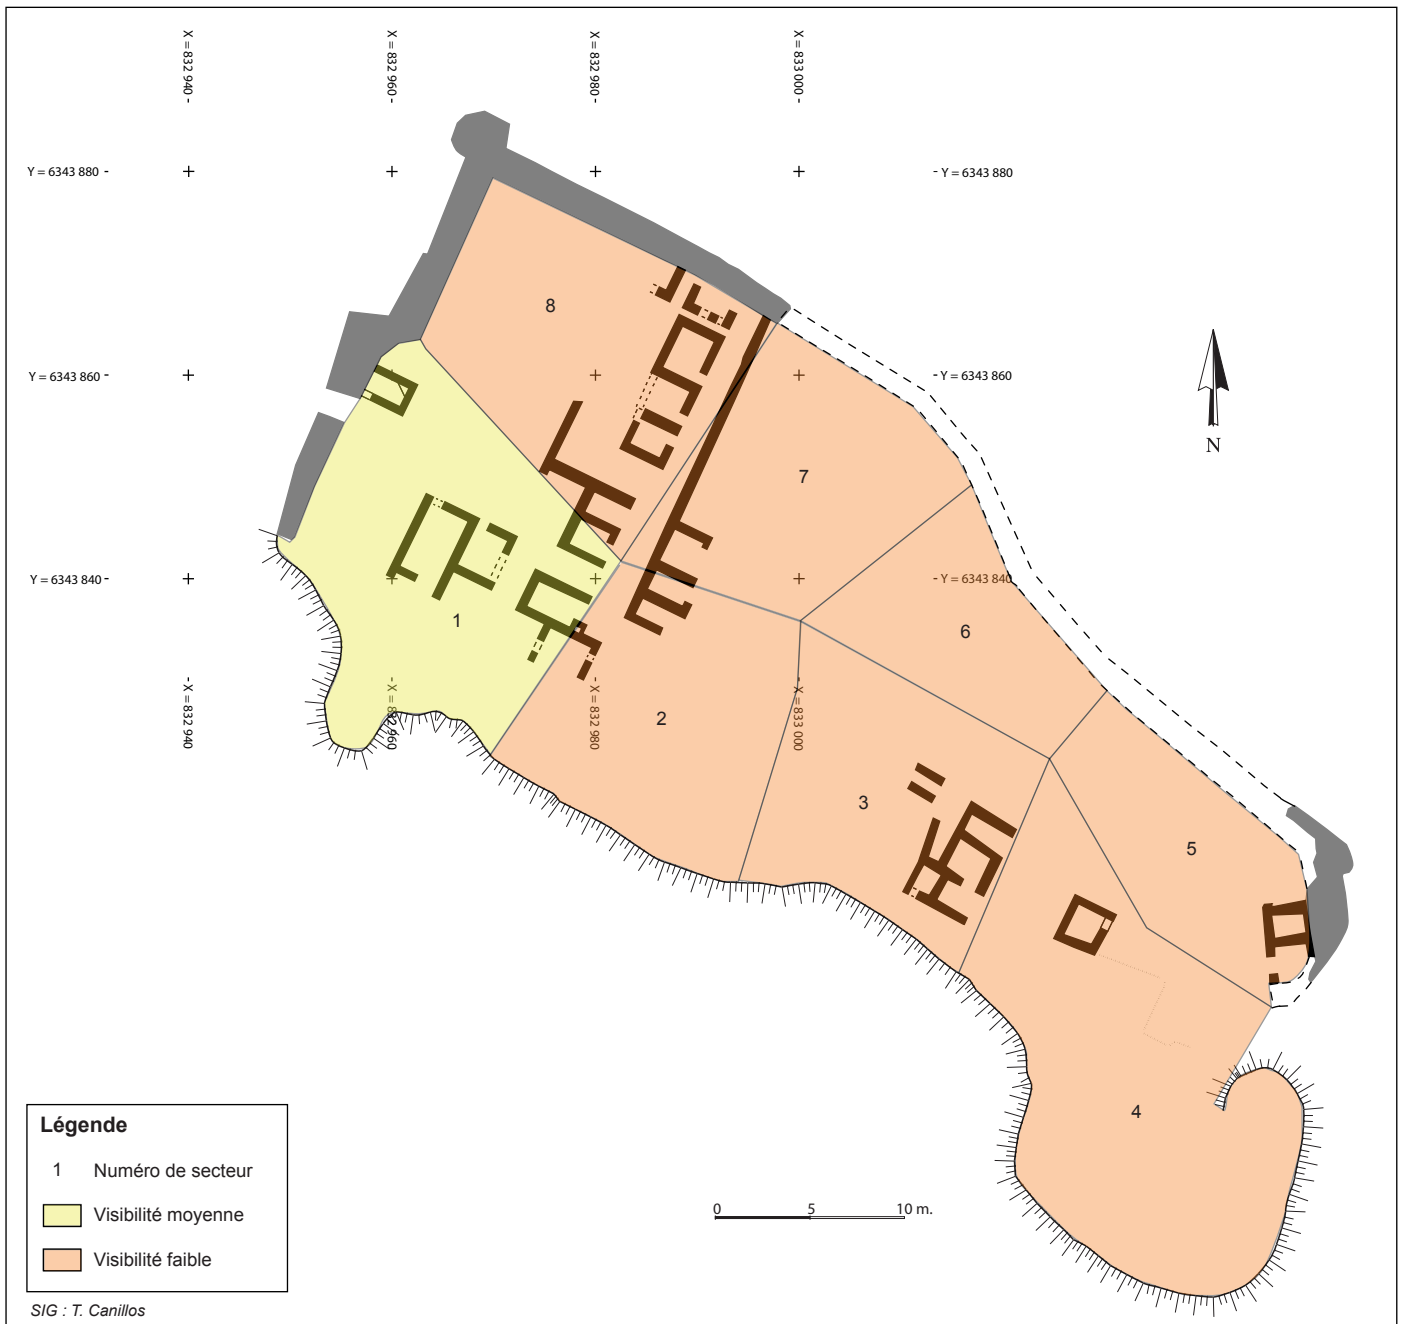 X = 832 940 -
X = 832 960 -
X = 832 980 -
X = 833 000 -
Y = 6343 880 -
- Y = 6343 880
8
Y = 6343 860 -
- Y = 6343 860
7
Y = 6343 840 -
- Y = 6343 840
N
1
6
2
- X = 832 940
- X = 832 960
- X = 832 980
- X = 833 000
3
5
4
Légende
1 Numéro de secteur
Visibilité moyenne
Visibilité faible
0 5 10 m.
SIG : T. Canillos